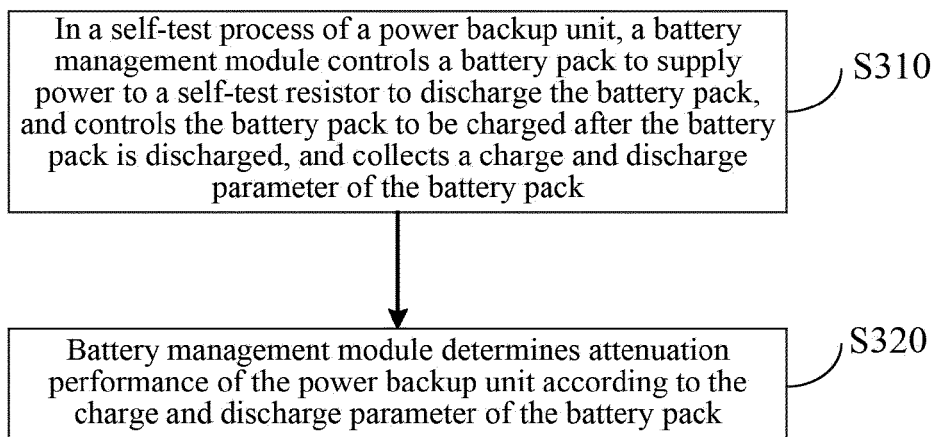 In a self-test process of a power backup unit, a battery
management module controls a battery pack to supply
power to a self-test resistor to discharge the battery pack,
and controls the battery pack to be charged after the battery
pack is discharged, and collects a charge and discharge
parameter of the battery pack
S310
Battery management module determines attenuation
performance of the power backup unit according to the
charge and discharge parameter of the battery pack
S320